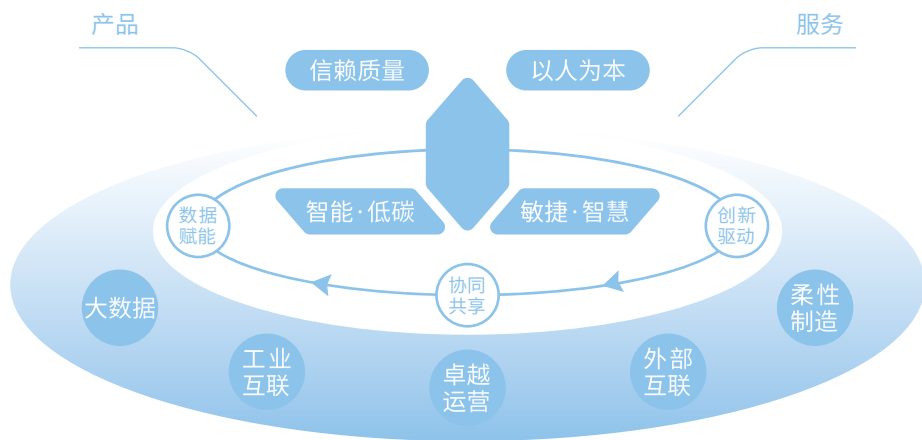 产品
服务
信赖质量
以人为本
智能·低碳
敏捷·智慧
数据
赋能
创新
驱动
协同
共享
大数据
工业
互联
卓越
运营
外部
互联
柔性
制造